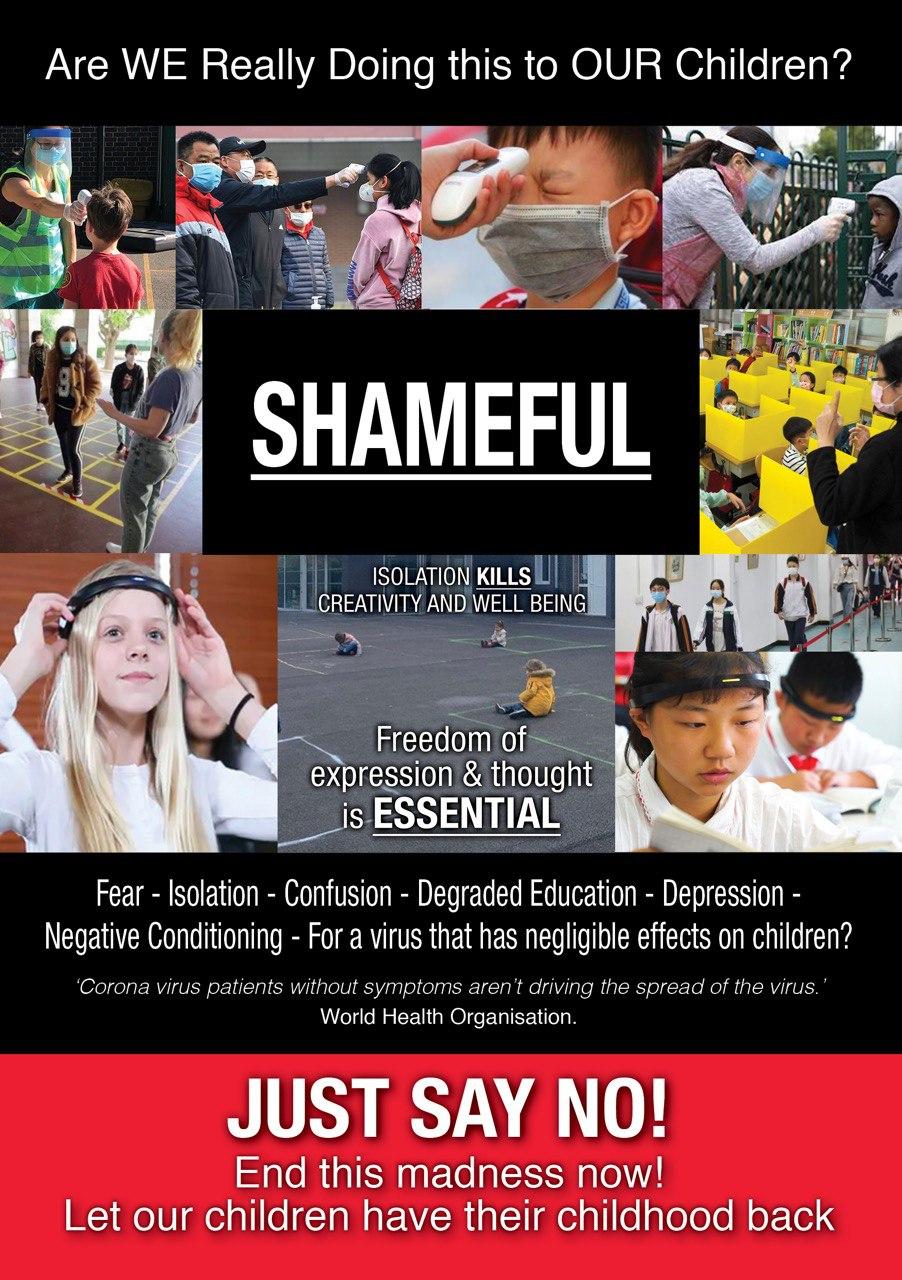 Are WE Really Doing this to OUR Children?
SHAMEFUL
ISOLATION KILLS
CREATIVITY AND WELL BEING
Freedom of
expression & thought
is ESSENTIAL
Fear - Isolation - Confusion - Degraded Education - Depression -
Negative Conditioning - For a virus that has negligible effects on children?
‘Corona virus patients without symptoms aren’t driving the spread of the virus.’
World Health Organisation.
JUST SAY NO!
End this madness now!
Let our children have their childhood back